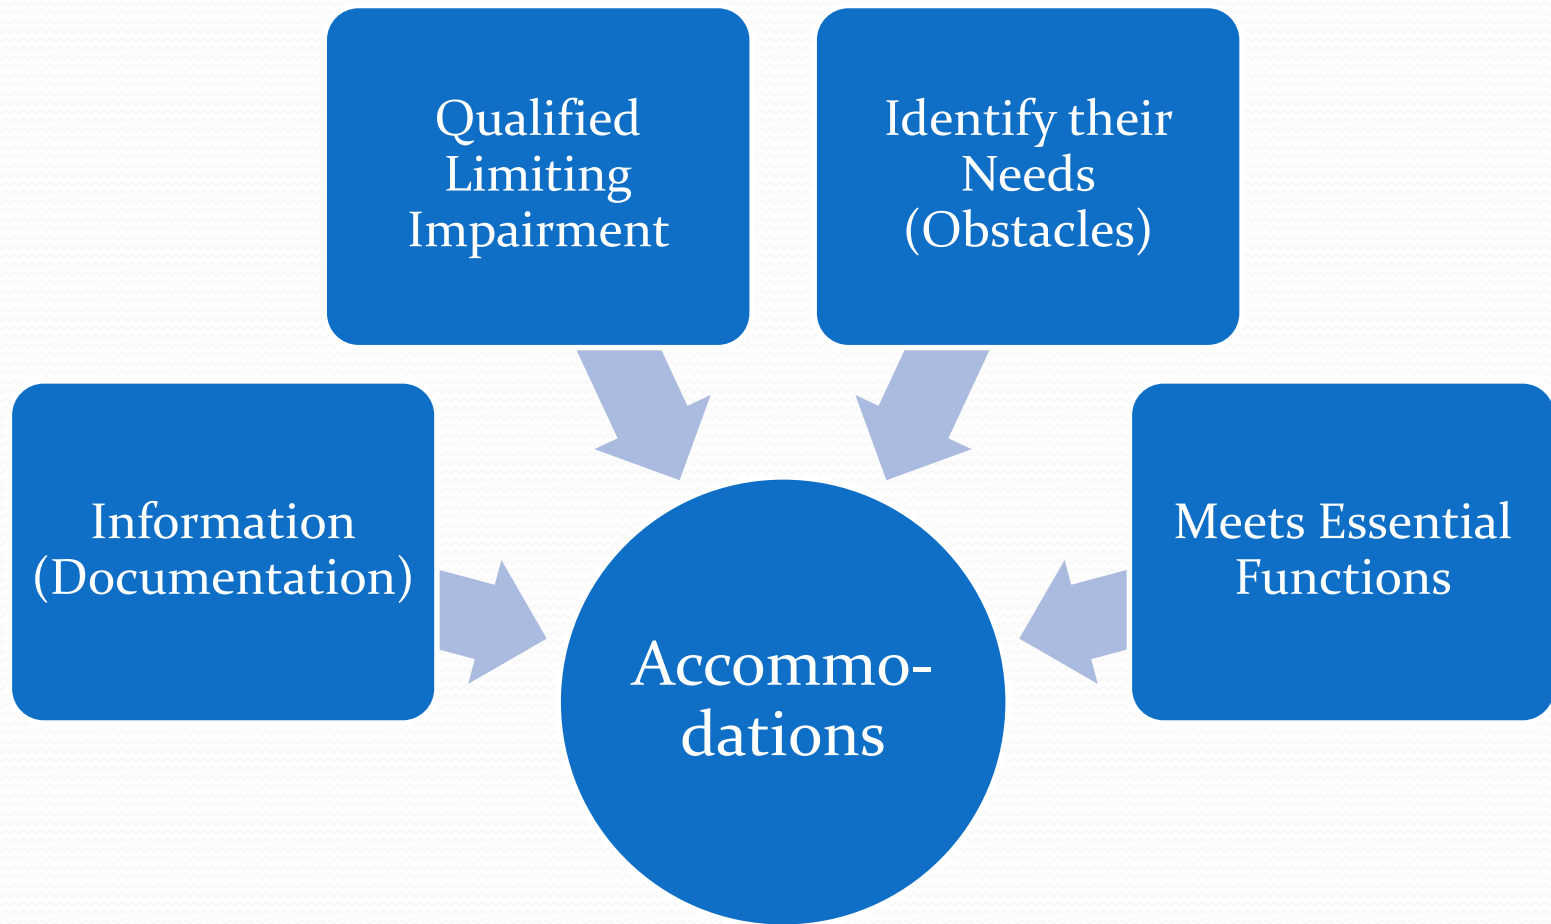 Qualified
Limiting
Impairment
Identify their
Needs
(Obstacles)
Information
(Documentation)
Meets Essential
Functions
Accommo-
dations